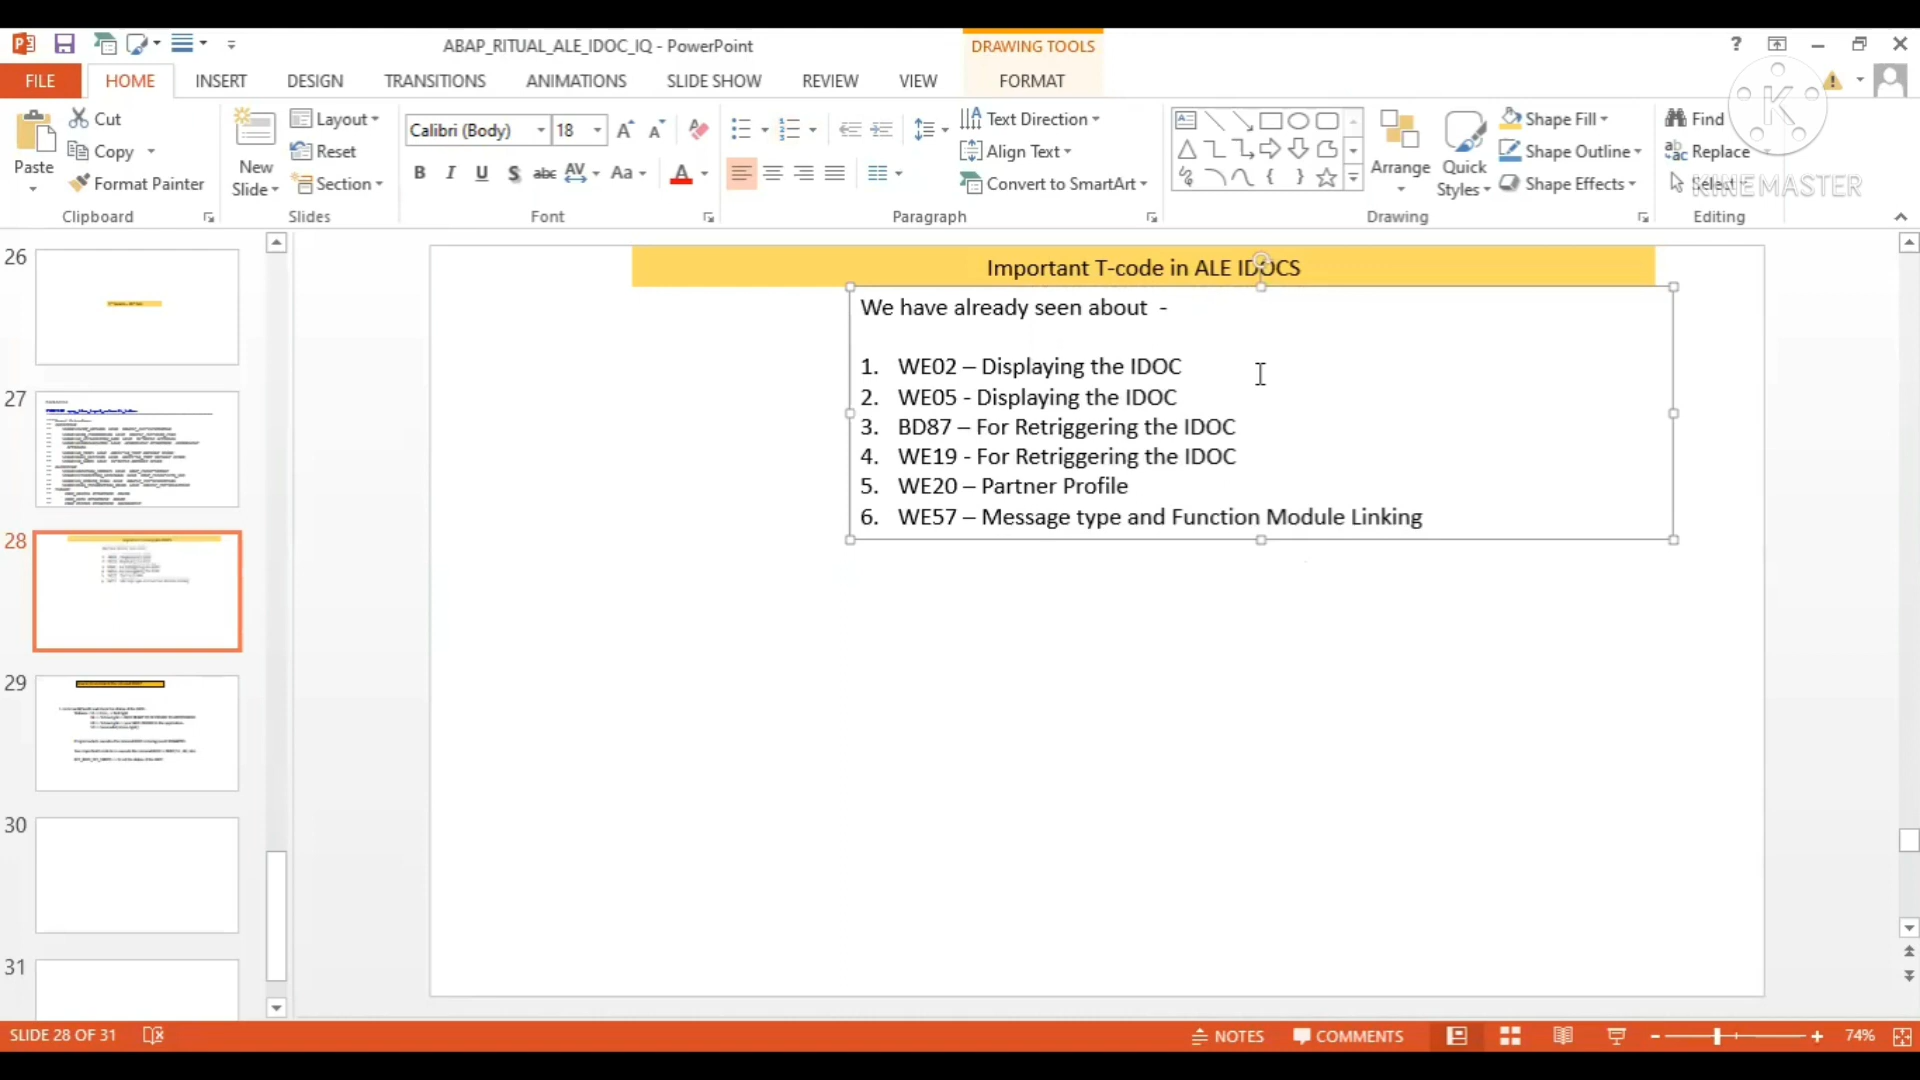 ABAP_RITUAL_ALE_IDOC_IQ - PowerPoint
DRAWING TOOLS
?
FILE HOME INSERT DESIGN TRANSITIONS ANIMATIONS SLIDE SHOW REVIEW VIEW FORMAT
Paste
Cut
Copy
Format Painter
Clipboard
New
Slide
Layout
Reset
Section
Slides
Calibri (Body) 18
B I U S abc AV Aa A
Font
Text Direction
Align Text
Convert to SmartArt
Paragraph
Arrange
Quick
Styles
Shape Fill
Shape Outline
Shape Effects
Drawing
Find
Replace
Select
Editing
K
KINEMASTER
26
27
28
29
30
31
Important T-code in ALE IDOCS
We have already seen about -
1. WE02 – Displaying the IDOC
2. WE05 - Displaying the IDOC
3. BD87 – For Retriggering the IDOC
4. WE19 - For Retriggering the IDOC
5. WE20 – Partner Profile
6. WE57 – Message type and Function Module Linking
SLIDE 28 OF 31
NOTES COMMENTS 74%